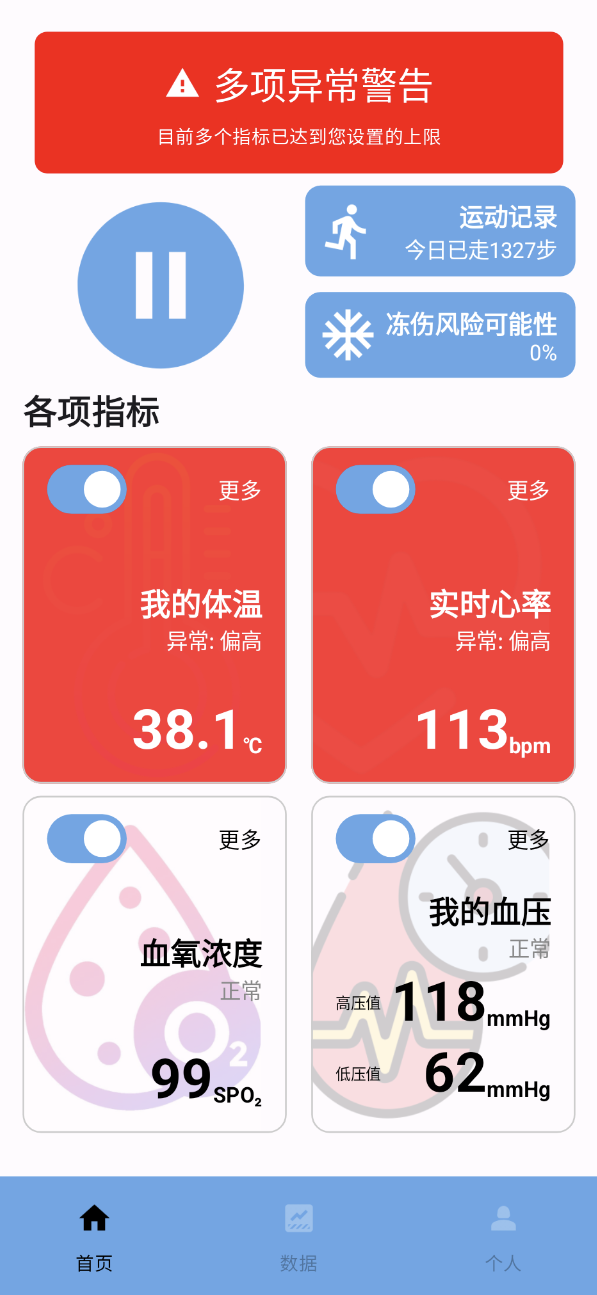 多项异常警告
目前多个指标已达到您设置的上限
运动记录
今日已走1327步
冻伤风险可能性
0%
各项指标
更多
我的体温
异常: 偏高
38.1℃
更多
实时心率
异常: 偏高
113bpm
更多
血氧浓度
正常
99SPO₂
更多
我的血压
正常
高压值 118mmHg
低压值 62mmHg
首页
数据
个人